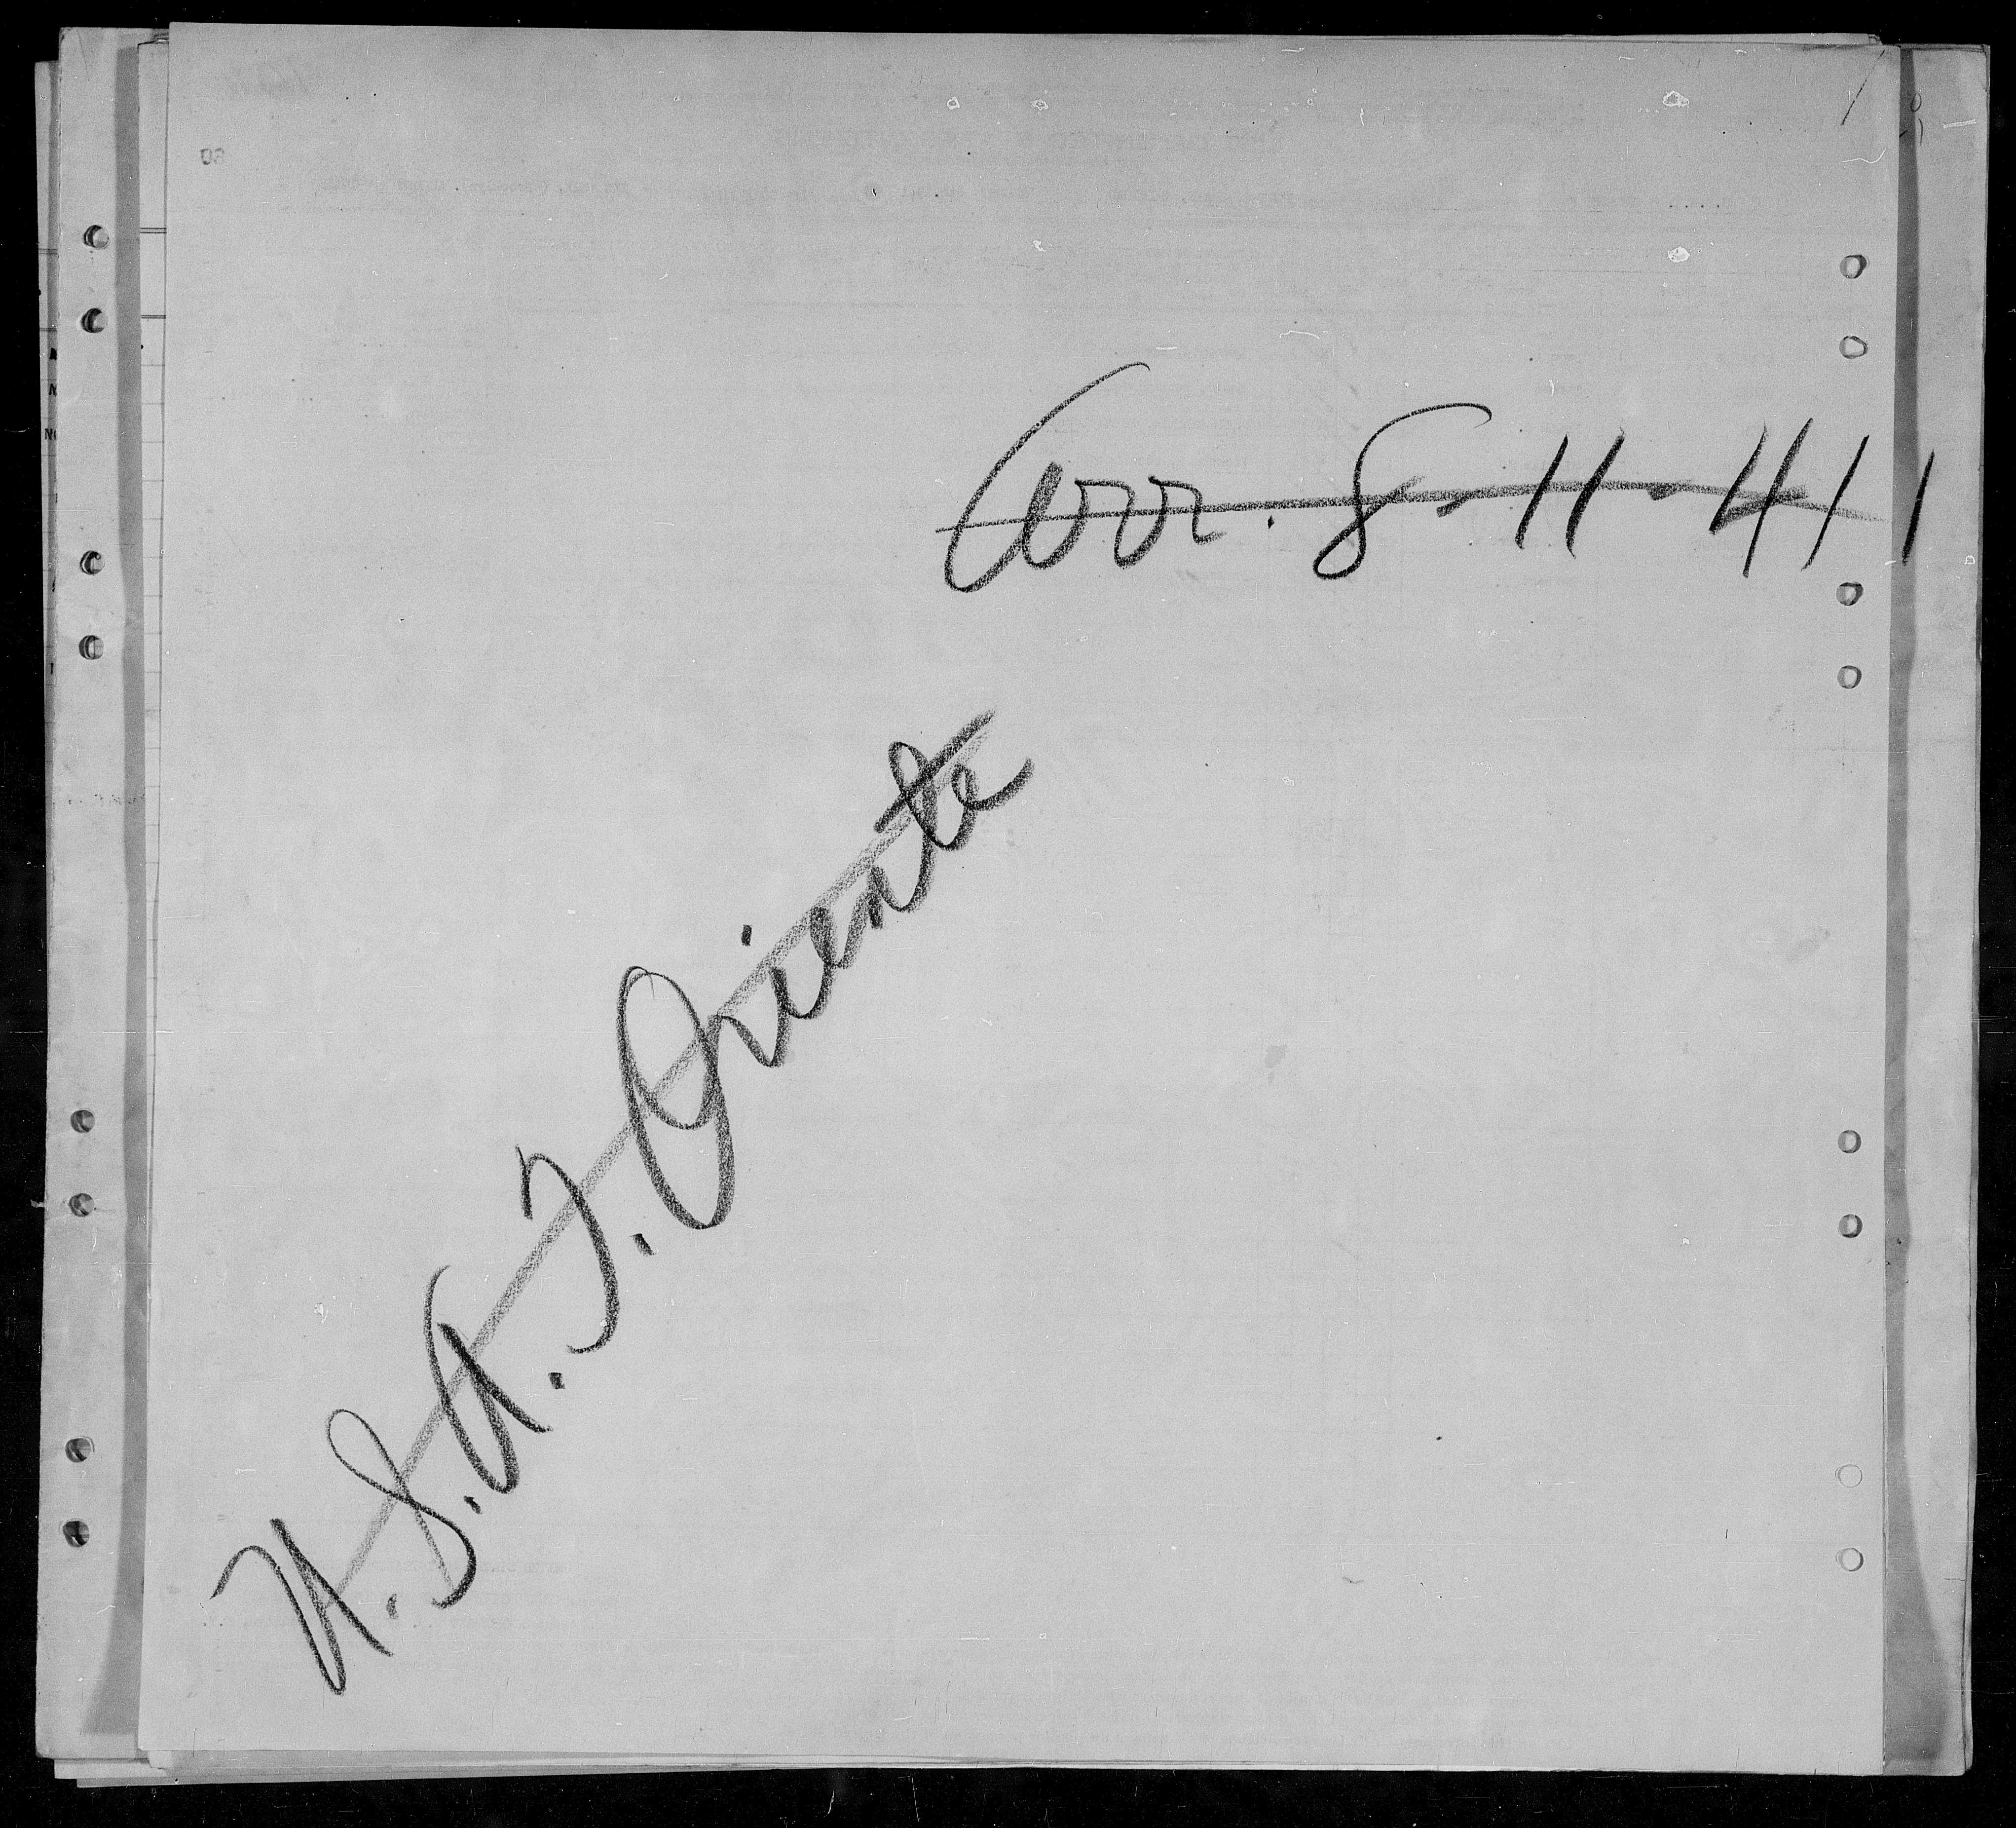 Corr. 8-11-41
U.S.A.T. Oriente